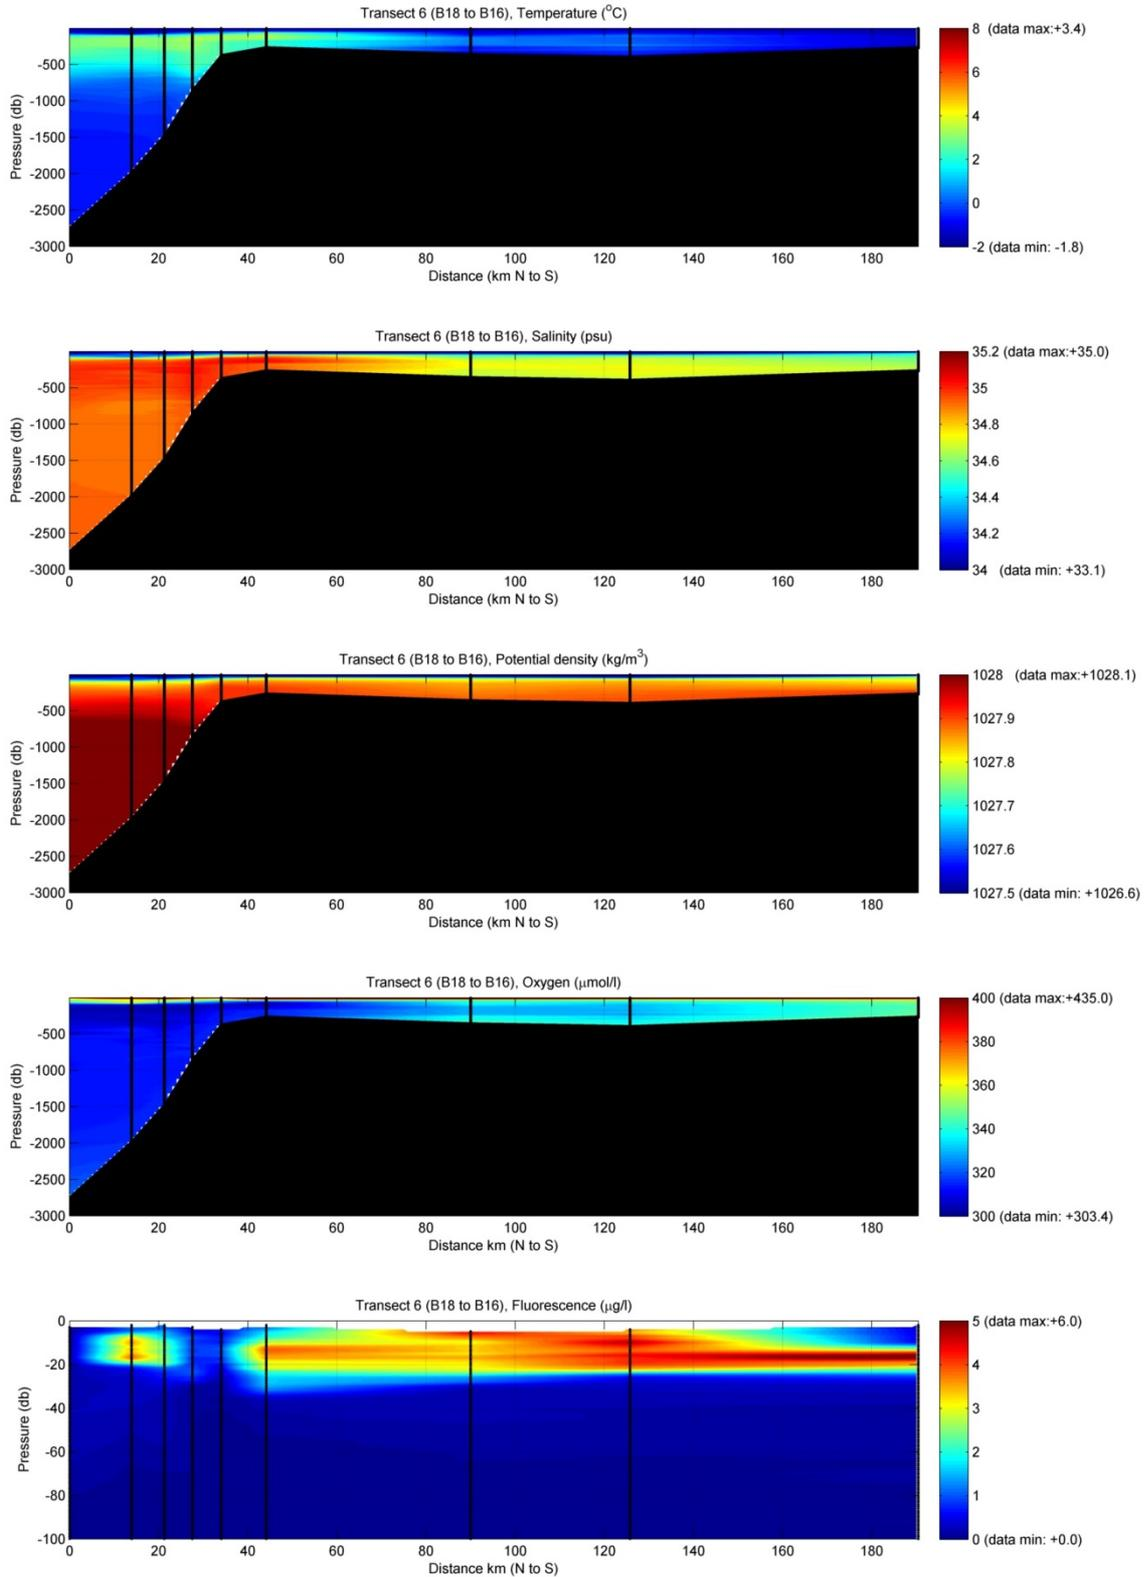 Transect 6 (B18 to B16), Temperature (°C)
8 (data max:+3.4)
6
4
2
0
-2 (data min: -1.8)
Pressure (db)
-500
-1000
-1500
-2000
-2500
-3000
0 20 40 60 80 100 120 140 160 180
Distance (km N to S)
Transect 6 (B18 to B16), Salinity (psu)
35.2 (data max:+35.0)
35
34.8
34.6
34.4
34.2
34 (data min: +33.1)
Pressure (db)
-500
-1000
-1500
-2000
-2500
-3000
0 20 40 60 80 100 120 140 160 180
Distance (km N to S)
Transect 6 (B18 to B16), Potential density (kg/m³)
1028 (data max:+1028.1)
1027.9
1027.8
1027.7
1027.6
1027.5 (data min: +1026.6)
Pressure (db)
-500
-1000
-1500
-2000
-2500
-3000
0 20 40 60 80 100 120 140 160 180
Distance (km N to S)
Transect 6 (B18 to B16), Oxygen (μmol/l)
400 (data max:+435.0)
380
360
340
320
300 (data min: +303.4)
Pressure (db)
-500
-1000
-1500
-2000
-2500
-3000
0 20 40 60 80 100 120 140 160 180
Distance km (N to S)
Transect 6 (B18 to B16), Fluorescence (μg/l)
5 (data max:+6.0)
4
3
2
1
0 (data min: +0.0)
Pressure (db)
0
-20
-40
-60
-80
-100
0 20 40 60 80 100 120 140 160 180
Distance km (N to S)